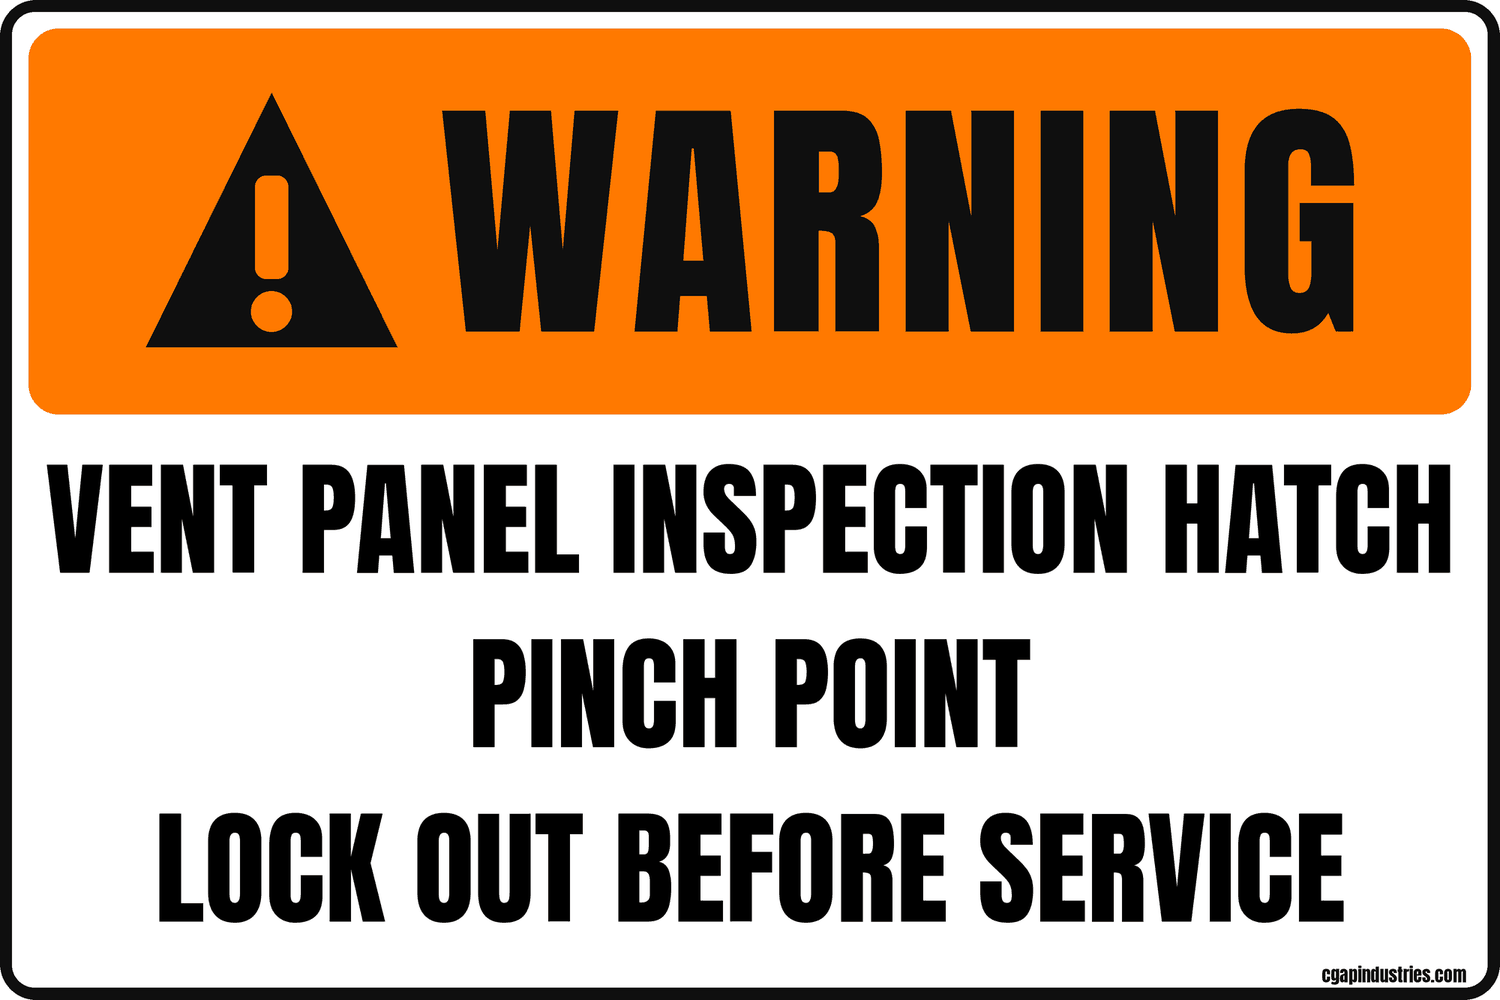 WARNING
VENT PANEL INSPECTION HATCH
PINCH POINT
LOCK OUT BEFORE SERVICE
cgapindustries.com